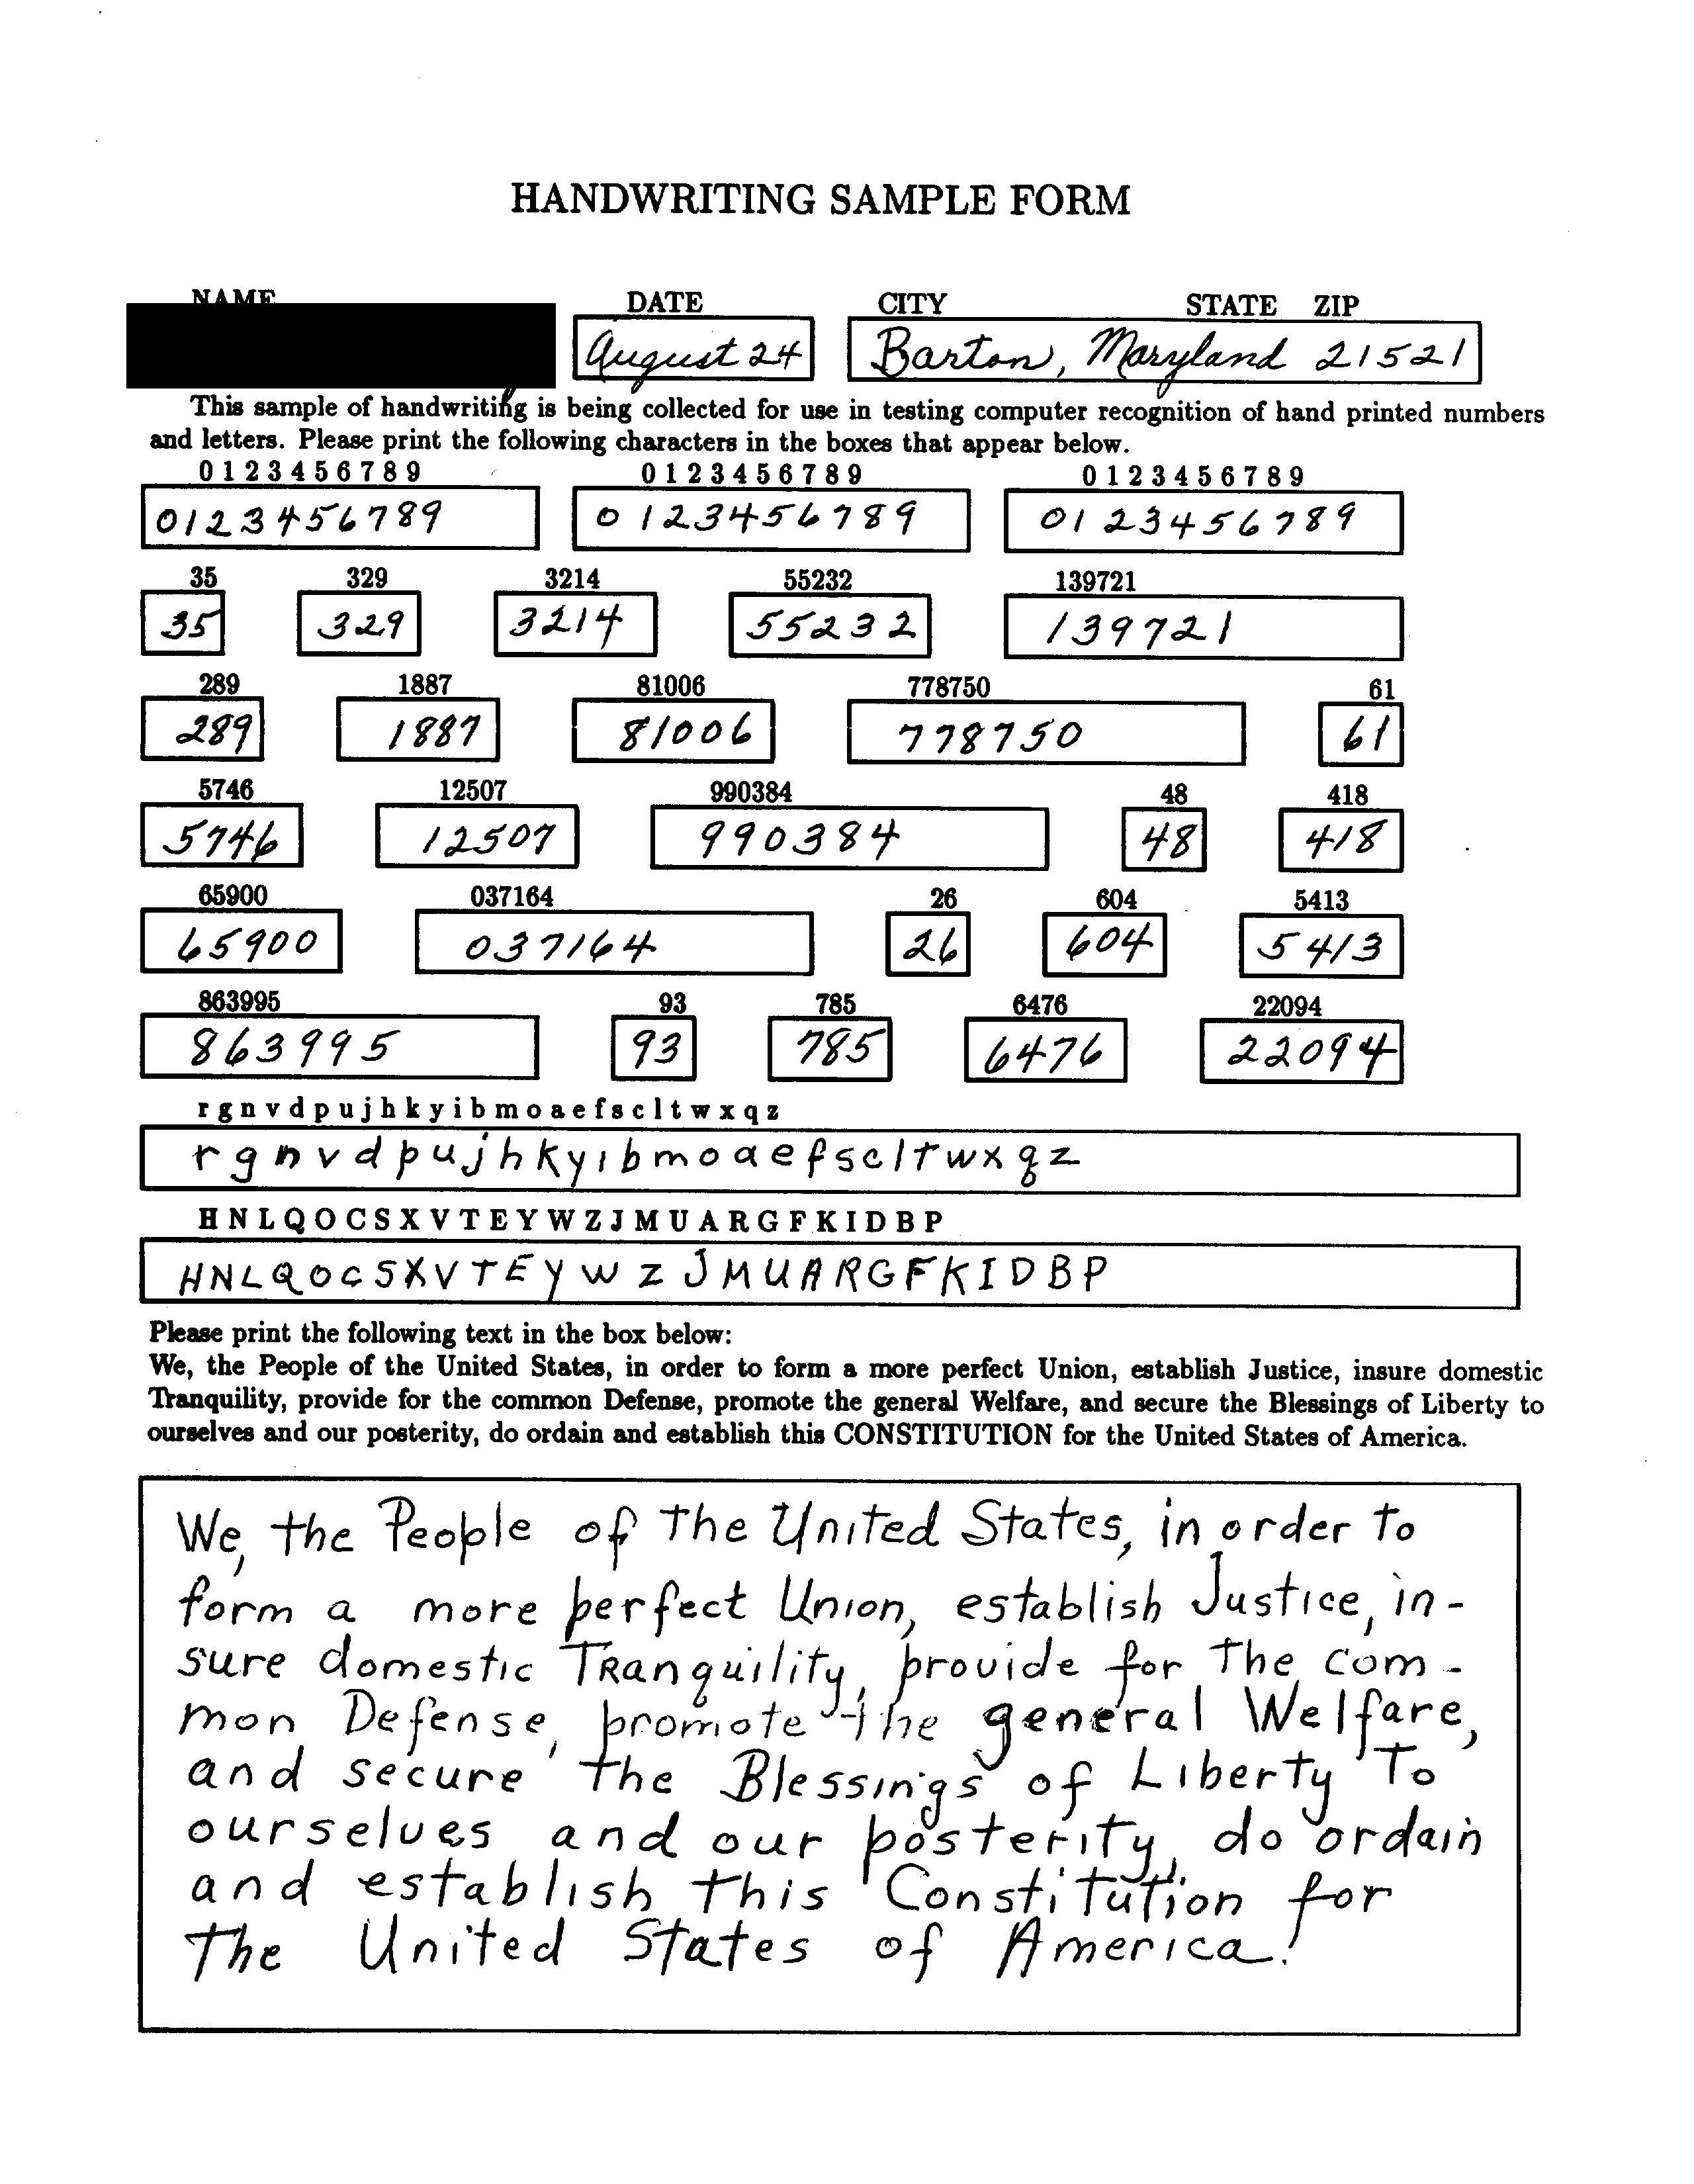 HANDWRITING SAMPLE FORM
NAME DATE CITY STATE ZIP
August 24 Barton, Maryland 21521
This sample of handwriting is being collected for use in testing computer recognition of hand printed numbers
and letters. Please print the following characters in the boxes that appear below.
0 1 2 3 4 5 6 7 8 9 0 1 2 3 4 5 6 7 8 9 0 1 2 3 4 5 6 7 8 9
0123456789 0123456789 0123456789
35 329 3214 55232 139721
35 329 3214 55232 139721
289 1887 81006 778750 61
289 1887 81006 778750 61
5746 12507 990384 48 418
5746 12507 990384 48 418
65900 037164 26 604 5413
65900 037164 26 604 5413
863995 93 785 6476 22094
863995 93 785 6476 22094
r g n v d p u j h k y i b m o a e f s c l t w x q z
r g n v d p u j h k y i b m o a e f s c l t w x q z
H N L Q O C S X V T E Y W Z J M U A R G F K I D B P
H N L Q O C S X V T E Y W Z J M U A R G F K I D B P
Please print the following text in the box below:
We, the People of the United States, in order to form a more perfect Union, establish Justice, insure domestic
Tranquility, provide for the common Defense, promote the general Welfare, and secure the Blessings of Liberty to
ourselves and our posterity, do ordain and establish this CONSTITUTION for the United States of America.
We, the People of the United States, in order to
form a more perfect Union, establish Justice, in-
sure domestic Tranquility, provide for the com-
mon Defense, promote the general Welfare,
and secure the Blessings of Liberty to
ourselves and our posterity, do ordain
and establish this Constitution for
the United States of America.